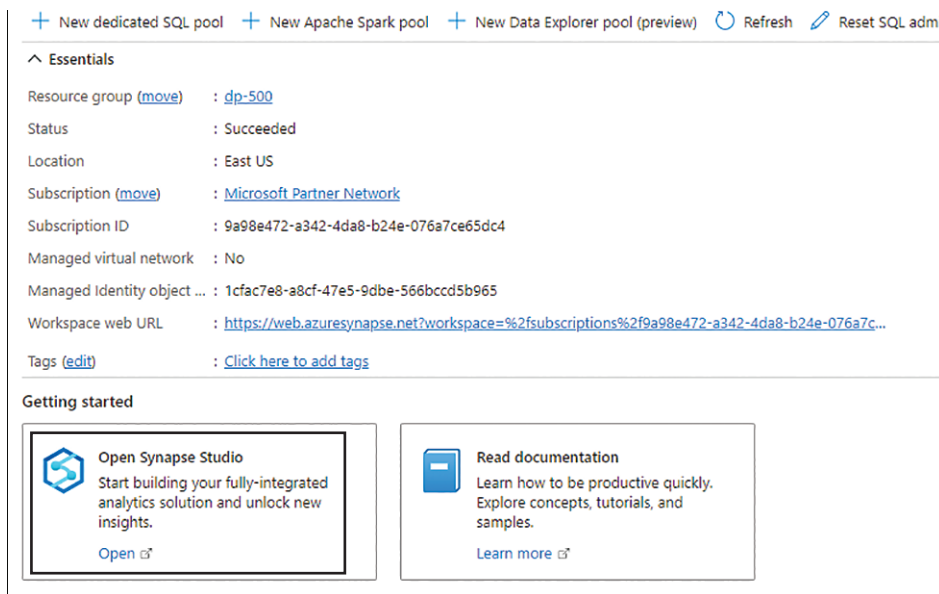 New dedicated SQL pool New Apache Spark pool New Data Explorer pool (preview) Refresh Reset SQL adm
Essentials
Resource group (move) : dp-500
Status : Succeeded
Location : East US
Subscription (move) : Microsoft Partner Network
Subscription ID : 9a98e472-a342-4da8-b24e-076a7ce65dc4
Managed virtual network : No
Managed Identity object ... : 1cfac7e8-a8cf-47e5-9dbe-566bccd5b965
Workspace web URL : https://web.azuresynapse.net?workspace=%2fsubscriptions%2f9a98e472-a342-4da8-b24e-076a7c...
Tags (edit) : Click here to add tags
Getting started
Open Synapse Studio
Start building your fully-integrated
analytics solution and unlock new
insights.
Open
Read documentation
Learn how to be productive quickly.
Explore concepts, tutorials, and
samples.
Learn more